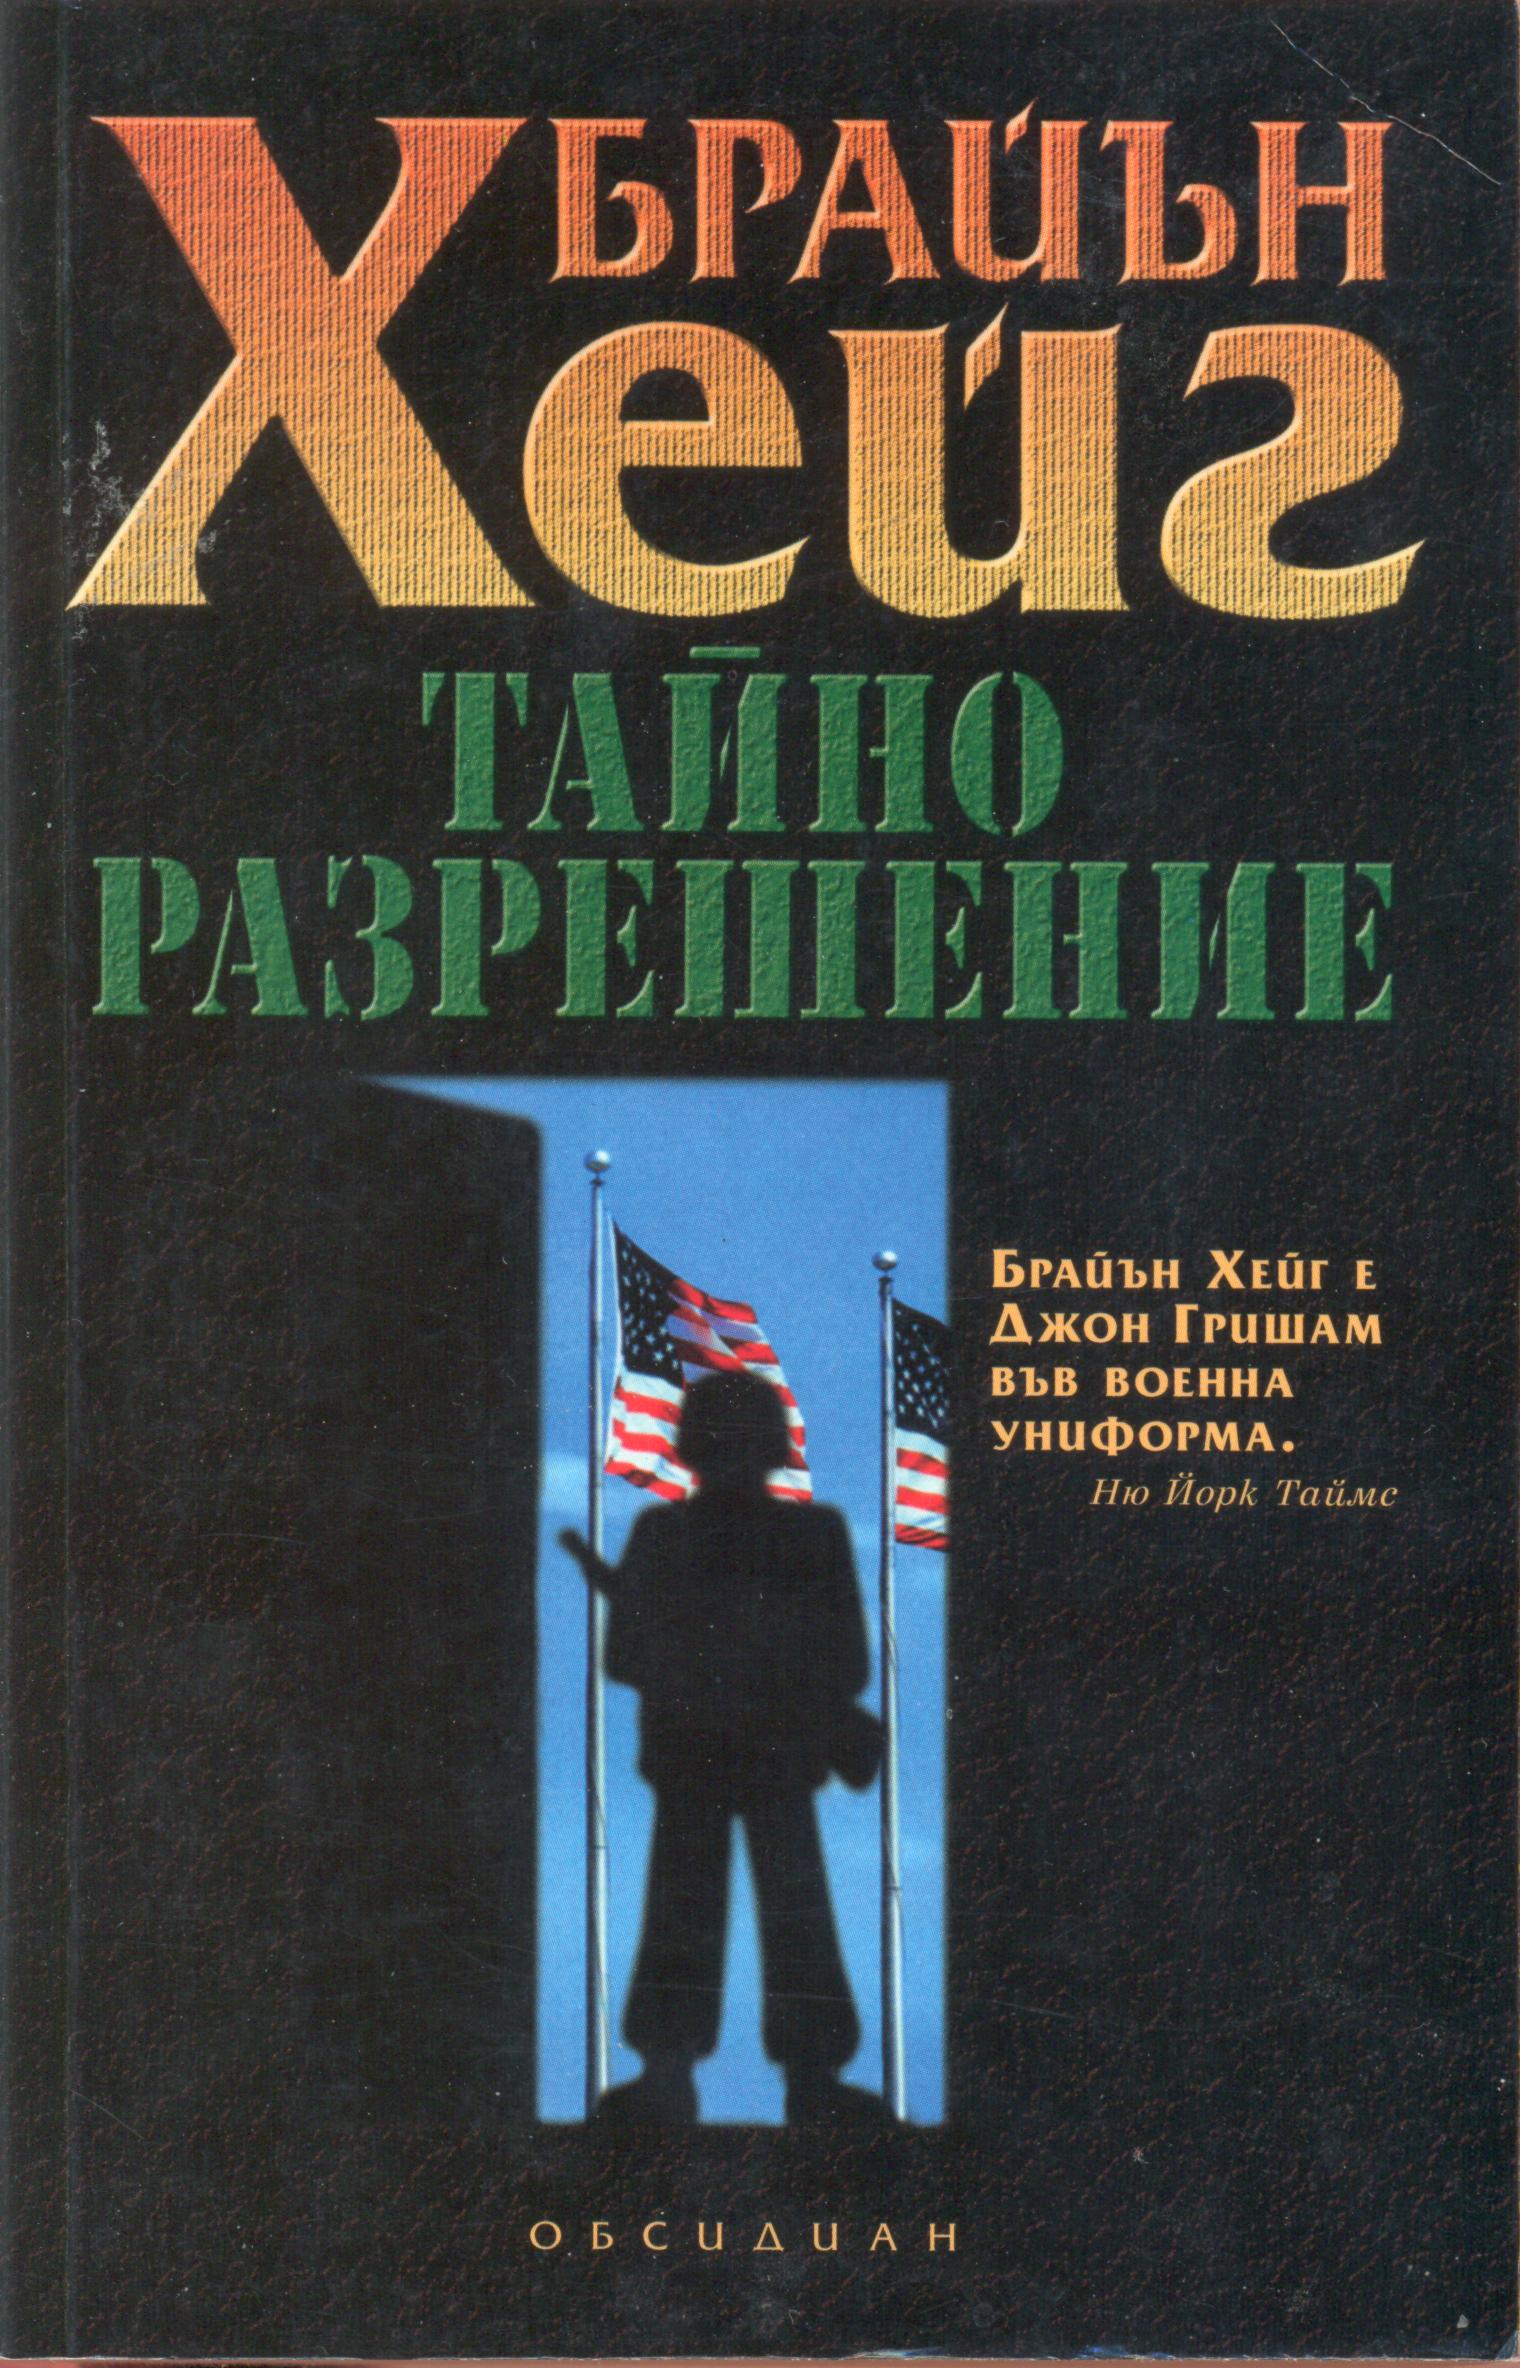 БРАЙЪН
Хейг
ТАЙНО
РАЗРЕШЕНИЕ
БРАЙЪН ХЕЙГ Е
ДЖОН ГРИШАМ
ВЪВ ВОЕННА
УНИФОРМА.
Ню Йорк Таймс
ОБСИДИАН